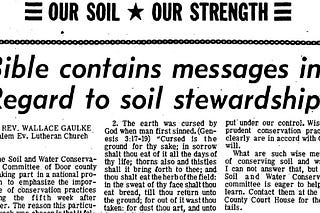 OUR SOIL ★ OUR STRENGTH
Bible contains messages in
Regard to soil stewardship
REV. WALLACE GAULKE
Salem Ev. Lutheran Church
The Soil and Water Conserva-
Committee of Door county
taking part in a national pro-
to emphasize the impor-
of conservation practices
the fifth week after
The reason this particu-
2. The earth was cursed by
God when man first sinned. (Gen-
esis 3:17-19) "Cursed is the
ground for thy sake; in sorrow
shalt thou eat of it all the days of
thy life; thorns also and thistles
shall it bring forth to thee; and
thou shalt eat the herb of the field:
in the sweat of thy face shalt thou
eat bread, till thou return unto
the ground; for out of it wast thou
taken: for dust thou art, and unto
put under our control. Wise
prudent conservation practi
clearly are in accord with G
will.
What are such wise me
of conserving soil and wa
I can not answer that, but
Soil and Water Conser
committee is eager to help
learn. Contact them at the
County Court House for the
tails.